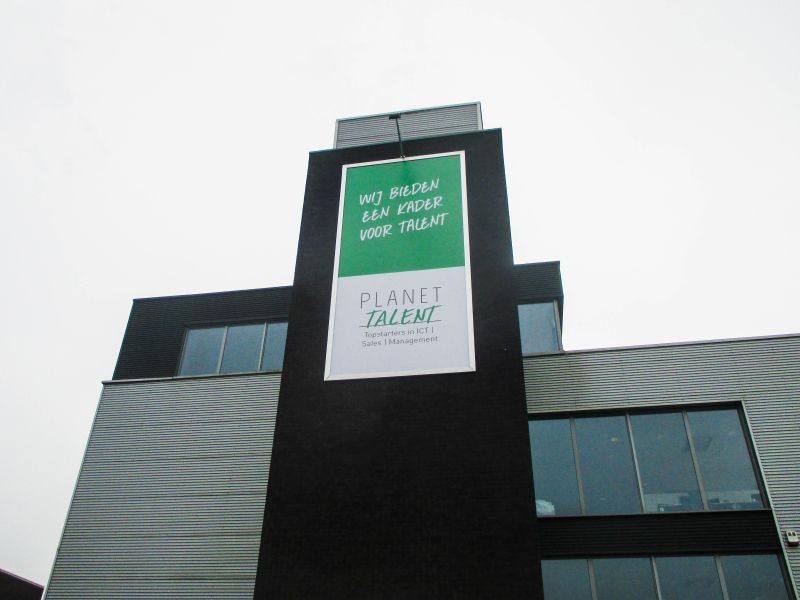 WIJ BIEDEN
EEN KADER
VOOR TALENT
PLANET
TALENT
Topstarters in ICT |
Sales | Management